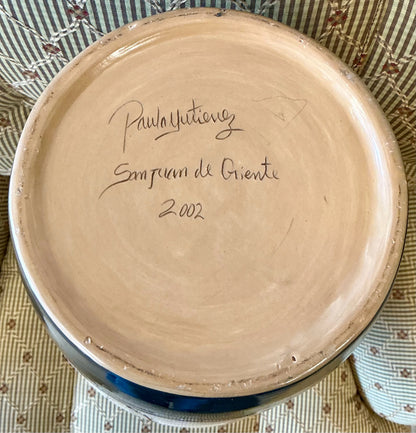 Paula Gutierrez
San Juan de Oriente
2002